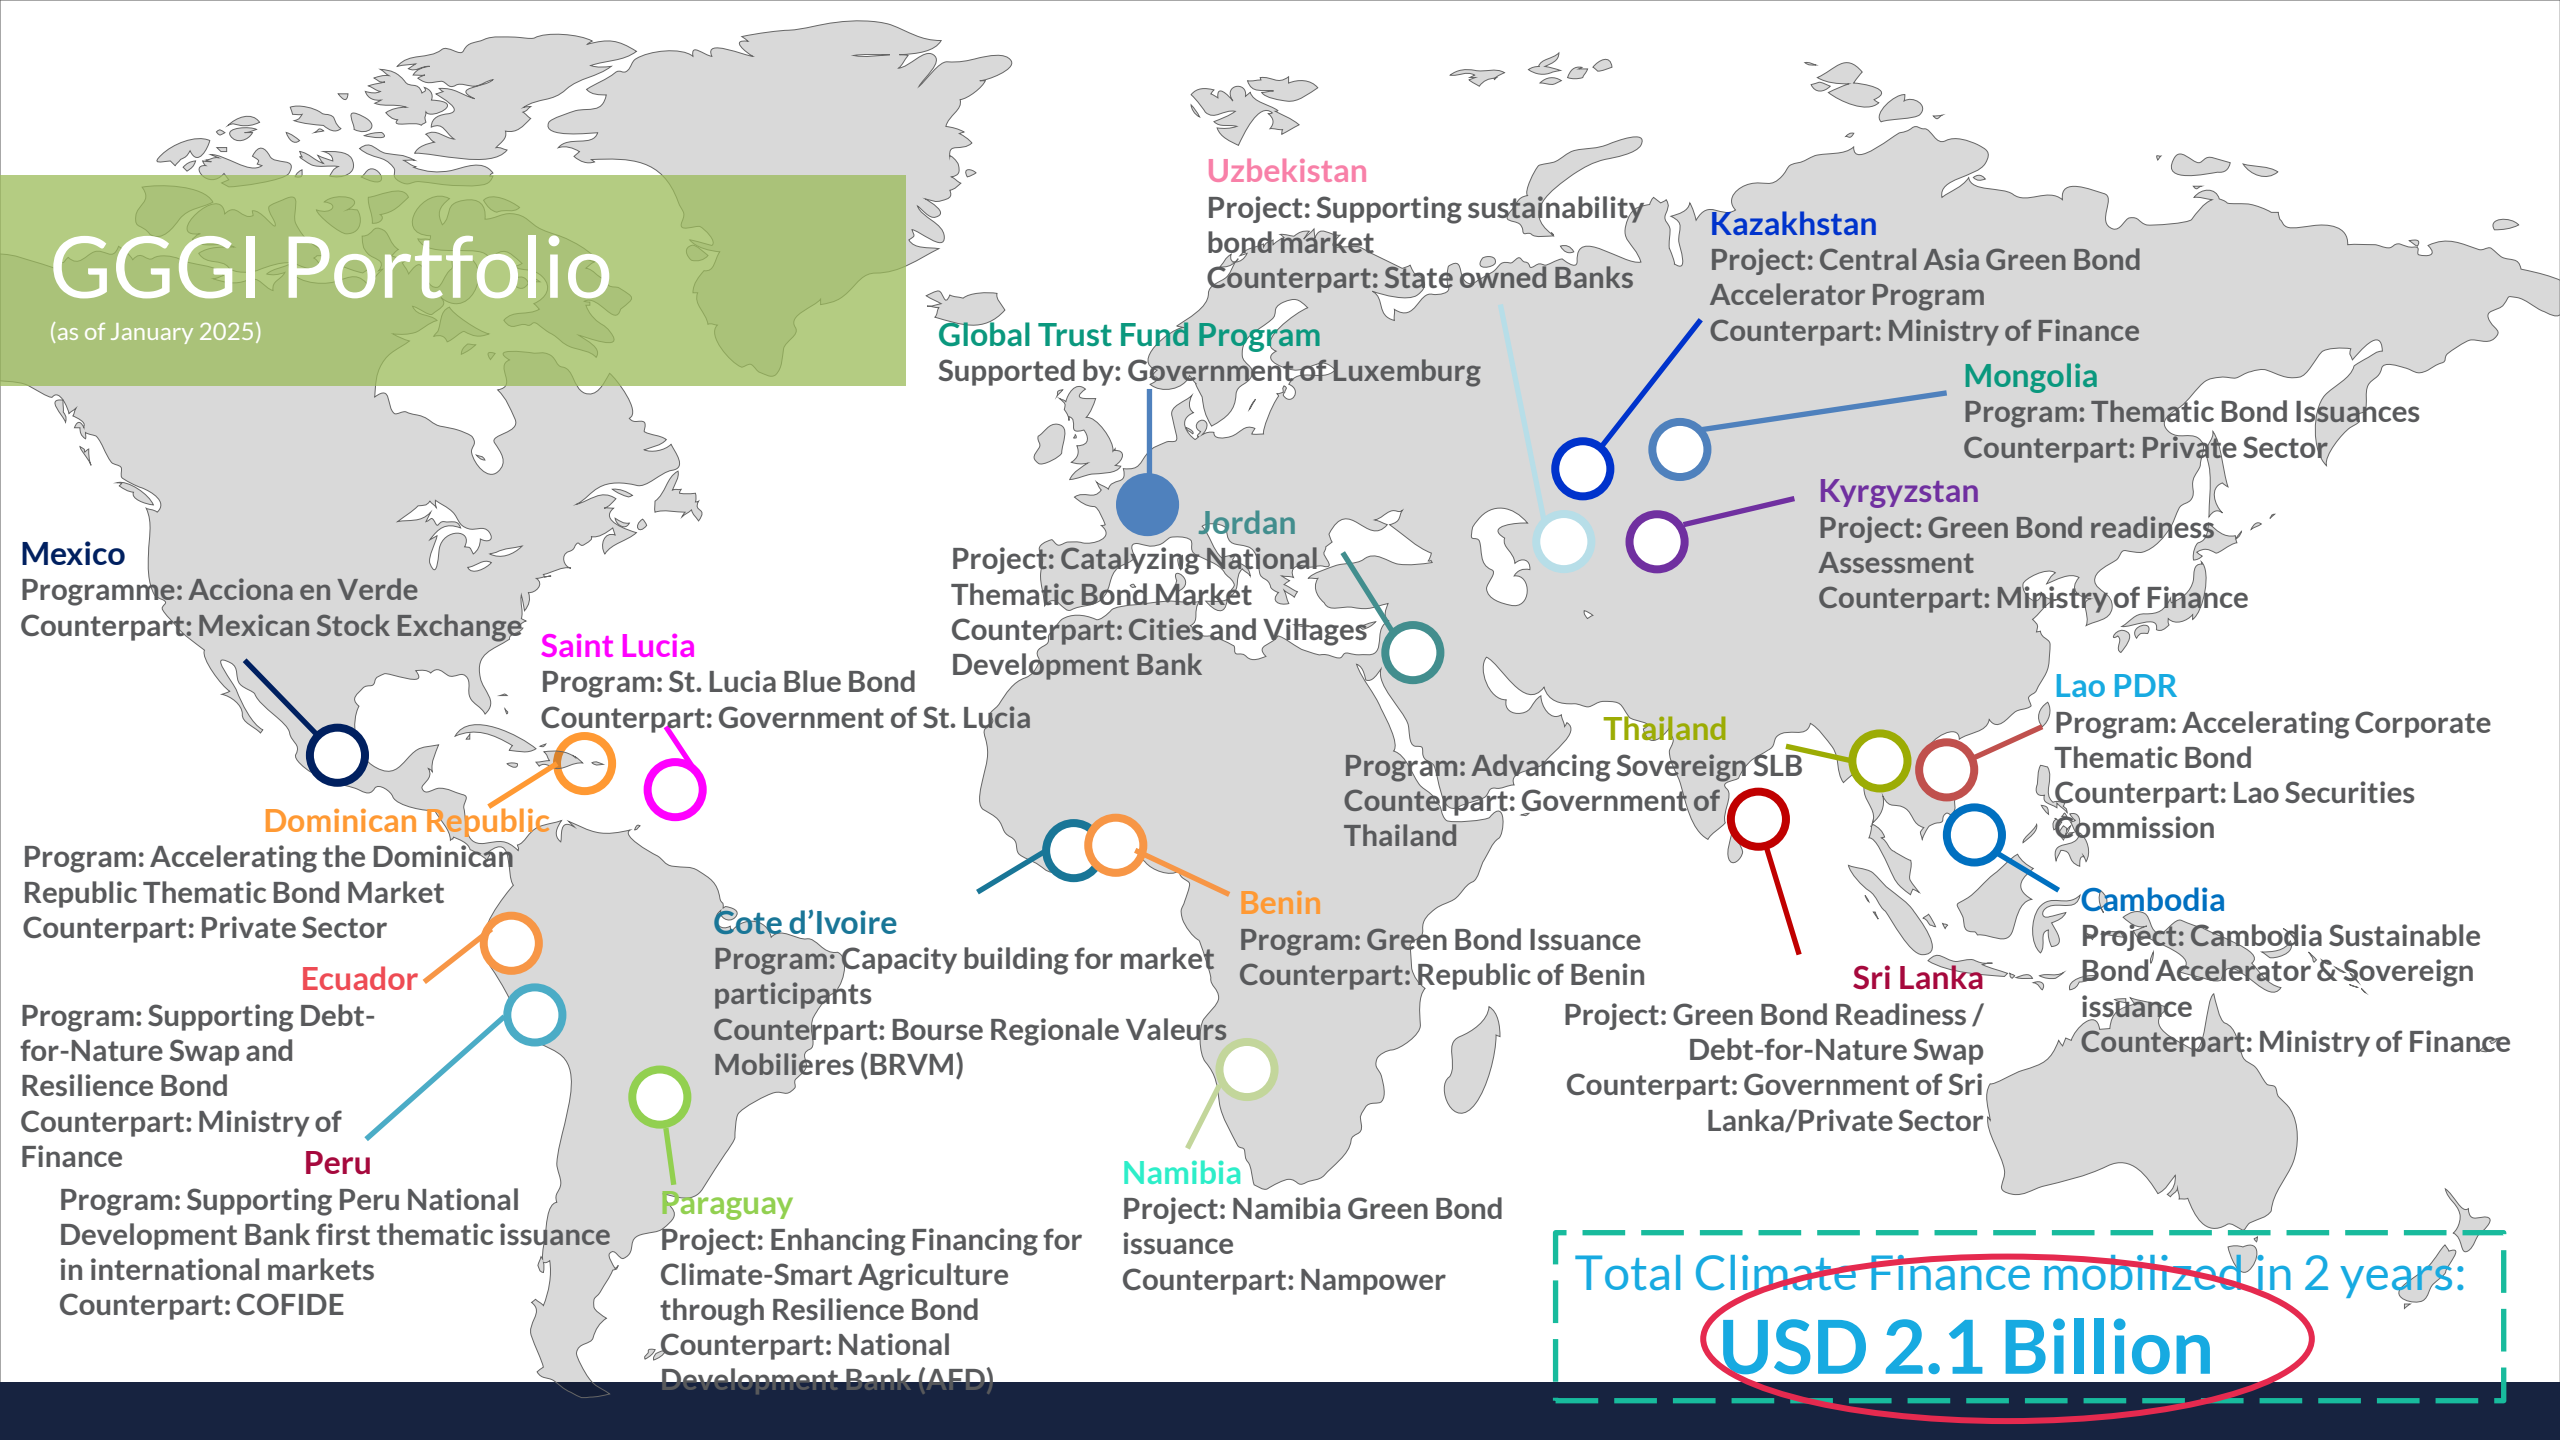 GGGI Portfolio
(as of January 2025)
Uzbekistan
Project: Supporting sustainability
bond market
Counterpart: State owned Banks
Kazakhstan
Project: Central Asia Green Bond
Accelerator Program
Counterpart: Ministry of Finance
Global Trust Fund Program
Supported by: Government of Luxemburg
Mongolia
Program: Thematic Bond Issuances
Counterpart: Private Sector
Kyrgyzstan
Project: Green Bond readiness
Assessment
Counterpart: Ministry of Finance
Jordan
Project: Catalyzing National
Thematic Bond Market
Counterpart: Cities and Villages
Development Bank
Mexico
Programme: Acciona en Verde
Counterpart: Mexican Stock Exchange
Saint Lucia
Program: St. Lucia Blue Bond
Counterpart: Government of St. Lucia
Lao PDR
Program: Accelerating Corporate
Thematic Bond
Counterpart: Lao Securities
Commission
Thailand
Program: Advancing Sovereign SLB
Counterpart: Government of
Thailand
Dominican Republic
Program: Accelerating the Dominican
Republic Thematic Bond Market
Counterpart: Private Sector
Benin
Program: Green Bond Issuance
Counterpart: Republic of Benin
Cote d’Ivoire
Program: Capacity building for market
participants
Counterpart: Bourse Regionale Valeurs
Mobilieres (BRVM)
Cambodia
Project: Cambodia Sustainable
Bond Accelerator & Sovereign
issuance
Counterpart: Ministry of Finance
Ecuador
Program: Supporting Debt-
for-Nature Swap and
Resilience Bond
Counterpart: Ministry of
Finance
Sri Lanka
Project: Green Bond Readiness /
Debt-for-Nature Swap
Counterpart: Government of Sri
Lanka/Private Sector
Peru
Program: Supporting Peru National
Development Bank first thematic issuance
in international markets
Counterpart: COFIDE
Paraguay
Project: Enhancing Financing for
Climate-Smart Agriculture
through Resilience Bond
Counterpart: National
Development Bank (AFD)
Namibia
Project: Namibia Green Bond
issuance
Counterpart: Nampower
Total Climate Finance mobilized in 2 years:
USD 2.1 Billion